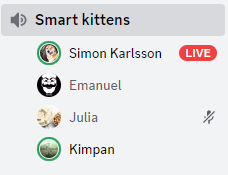 Smart kittens
Simon Karlsson LIVE
Emanuel
Julia
Kimpan